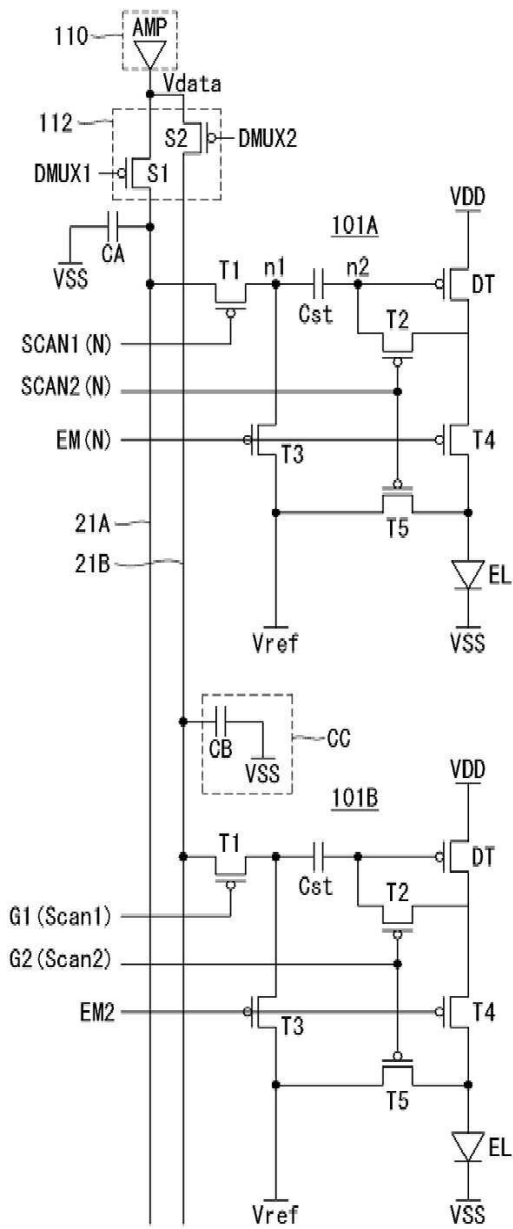 110
AMP
Vdata
112
S2
DMUX2
DMUX1
S1
VDD
CA
101A
VSS
T1
n1
n2
DT
Cst
T2
SCAN1(N)
SCAN2(N)
EM(N)
T3
T4
21A
T5
21B
EL
Vref
VSS
CB
CC
VSS
VDD
101B
T1
DT
Cst
T2
G1(Scan1)
G2(Scan2)
EM2
T3
T4
T5
EL
Vref
VSS